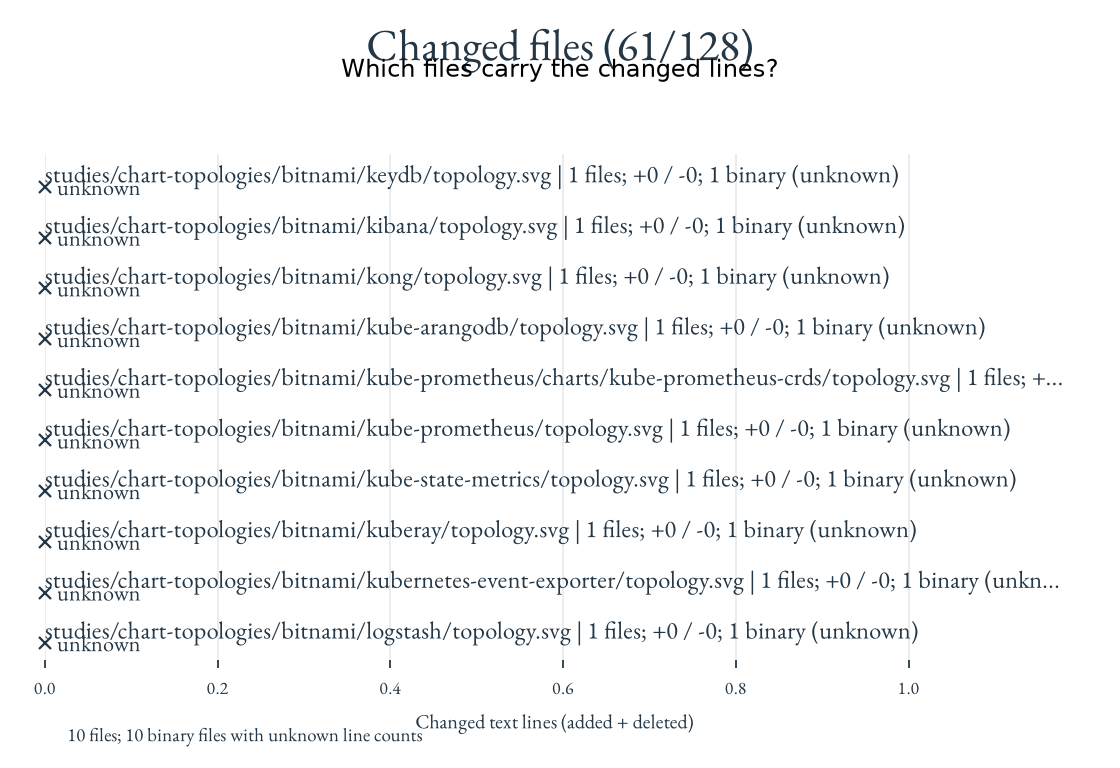 Changed files (61/128)
Which files carry the changed lines?
studies/chart-topologies/bitnami/keydb/topology.svg | 1 files; +0 / -0; 1 binary (unknown)
unknown
studies/chart-topologies/bitnami/kibana/topology.svg | 1 files; +0 / -0; 1 binary (unknown)
unknown
studies/chart-topologies/bitnami/kong/topology.svg | 1 files; +0 / -0; 1 binary (unknown)
unknown
studies/chart-topologies/bitnami/kube-arangodb/topology.svg | 1 files; +0 / -0; 1 binary (unknown)
unknown
studies/chart-topologies/bitnami/kube-prometheus/charts/kube-prometheus-crds/topology.svg | 1 files; +...
unknown
studies/chart-topologies/bitnami/kube-prometheus/topology.svg | 1 files; +0 / -0; 1 binary (unknown)
unknown
studies/chart-topologies/bitnami/kube-state-metrics/topology.svg | 1 files; +0 / -0; 1 binary (unknown)
unknown
studies/chart-topologies/bitnami/kuberay/topology.svg | 1 files; +0 / -0; 1 binary (unknown)
unknown
studies/chart-topologies/bitnami/kubernetes-event-exporter/topology.svg | 1 files; +0 / -0; 1 binary (unkn...
unknown
studies/chart-topologies/bitnami/logstash/topology.svg | 1 files; +0 / -0; 1 binary (unknown)
unknown
0.0 0.2 0.4 0.6 0.8 1.0
Changed text lines (added + deleted)
10 files; 10 binary files with unknown line counts